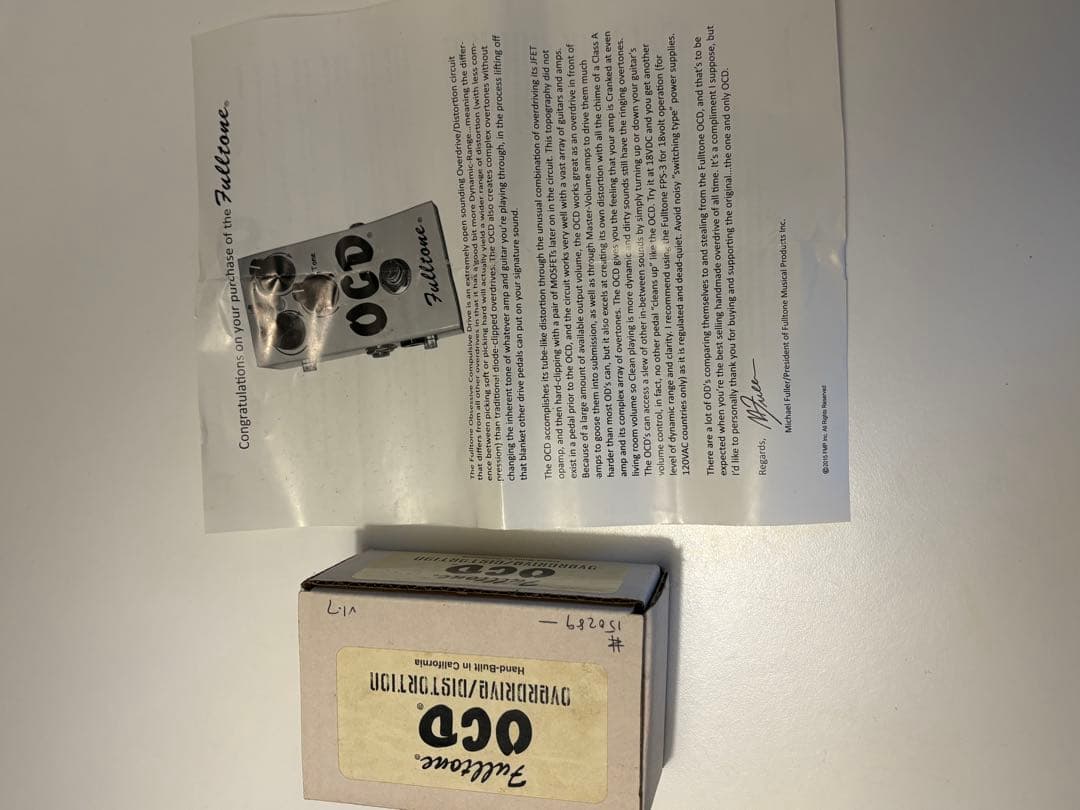 Congratulations on your purchase of the Fulltone®
Tone
OCD
Fulltone®
The Fulltone Obsessive Compulsive Drive is an extremely open sounding Overdrive/Distortion circuit
that differs from all other overdrives in that it has a good bit more Dynamic-Range...meaning the differ-
ence between picking soft or picking hard will actually yield a wider range of distortion (with less com-
pression) than traditional diode-clipped overdrives. The OCD also creates complex overtones without
changing the inherent tone of whatever amp and guitar you're playing through, in the process lifting off
that blanket other drive pedals can put on your signature sound.
The OCD accomplishes its tube-like distortion through the unusual combination of overdriving its JFET
opamp, and then hard-clipping with a pair of MOSFETs later on in the circuit. This topography did not
exist in a pedal prior to the OCD, and the circuit works very well with a vast array of guitars and amps.
Because of a large amount of available output volume, the OCD works great as an overdrive in front of
amps to goose them into submission, as well as through Master-Volume amps to drive them much
harder than most OD's can, but it also excels at creating its own distortion with all the chime of a Class A
amp and its complex array of overtones. The OCD gives you the feeling that your amp is Cranked at even
living room volume so Clean playing is more dynamic and dirty sounds still have the ringing overtones.
The OCD's can access a slew of other in-between sounds by simply turning up or down your guitar's
volume control, in fact, no other pedal "cleans up" like the OCD. Try it at 18VDC and you get another
level of dynamic range and clarity. I recommend using the Fulltone FPS-3 for 18volt operation (for
120VAC countries only) as it is regulated and dead-quiet. Avoid noisy "switching type" power supplies.
There are a lot of OD's comparing themselves to and stealing from the Fulltone OCD, and that's to be
expected when you're the best selling handmade overdrive of all time. It's a compliment I suppose, but
I'd like to personally thank you for buying and supporting the original...the one and only OCD.
Regards,
Michael Fuller/President of Fulltone Musical Products Inc.
©2015 FMP Inc. All Rights Reserved
Fulltone®
OCD®
OVERDRIVE/DISTORTION
Hand-Built in California
# 150289 –
v1.7
Fulltone®
OCD
OVERDRIVE/DISTORTION